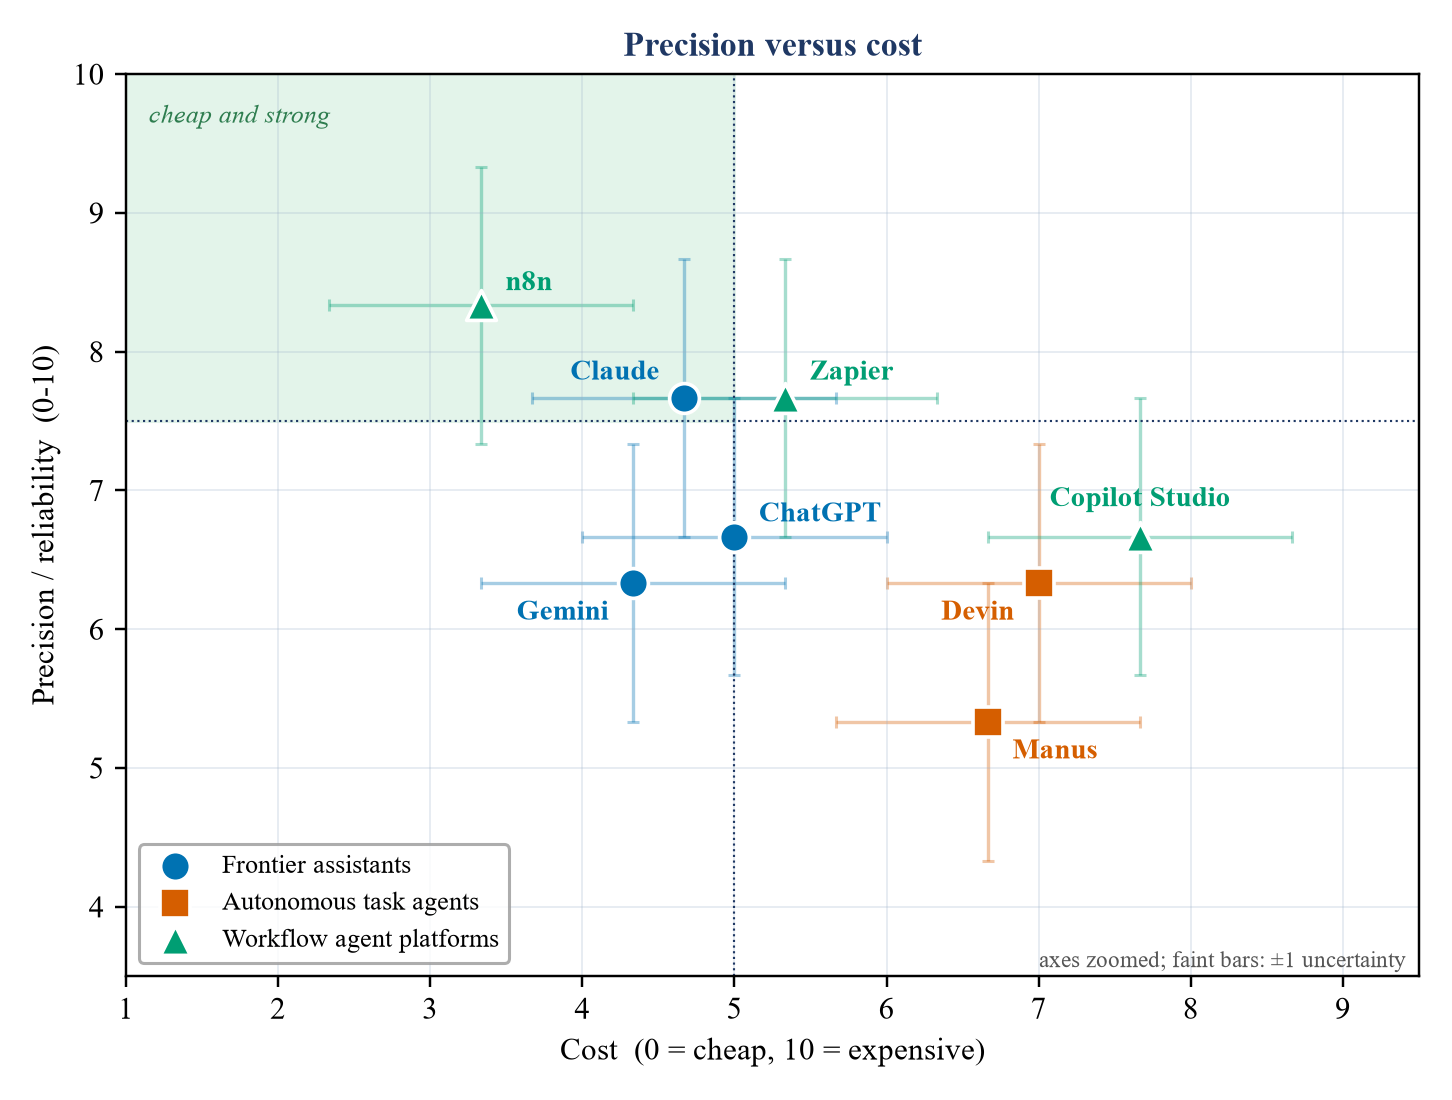 Precision versus cost
10
9
8
7
6
5
4
Precision / reliability  (0-10)
cheap and strong
n8n
Claude
Zapier
ChatGPT
Copilot Studio
Gemini
Devin
Manus
Frontier assistants
Autonomous task agents
Workflow agent platforms
axes zoomed; faint bars: ±1 uncertainty
1 2 3 4 5 6 7 8 9
Cost  (0 = cheap, 10 = expensive)